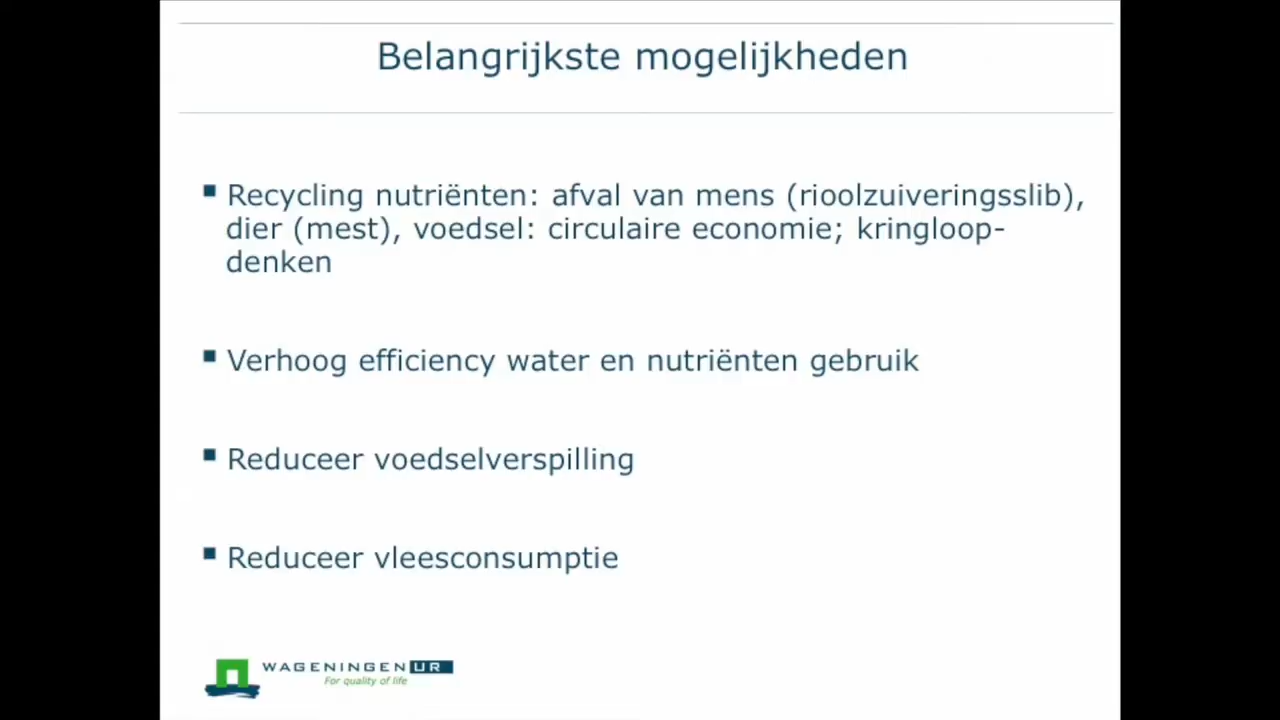 Belangrijkste mogelijkheden
Recycling nutriënten: afval van mens (rioolzuiveringsslib),
dier (mest), voedsel: circulaire economie; kringloop-
denken
Verhoog efficiency water en nutriënten gebruik
Reduceer voedselverspilling
Reduceer vleesconsumptie
WAGENINGEN UR
For quality of life